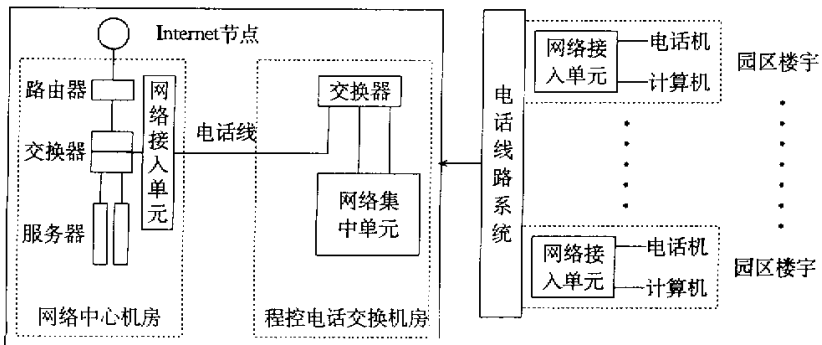 Internet节点
路由器
交换器
服务器
网络接入单元
网络中心机房
电话线
交换器
网络集
中单元
程控电话交换机房
电话线路系统
网络接
入单元
电话机
计算机
园区楼宇
网络接
入单元
电话机
计算机
园区楼宇